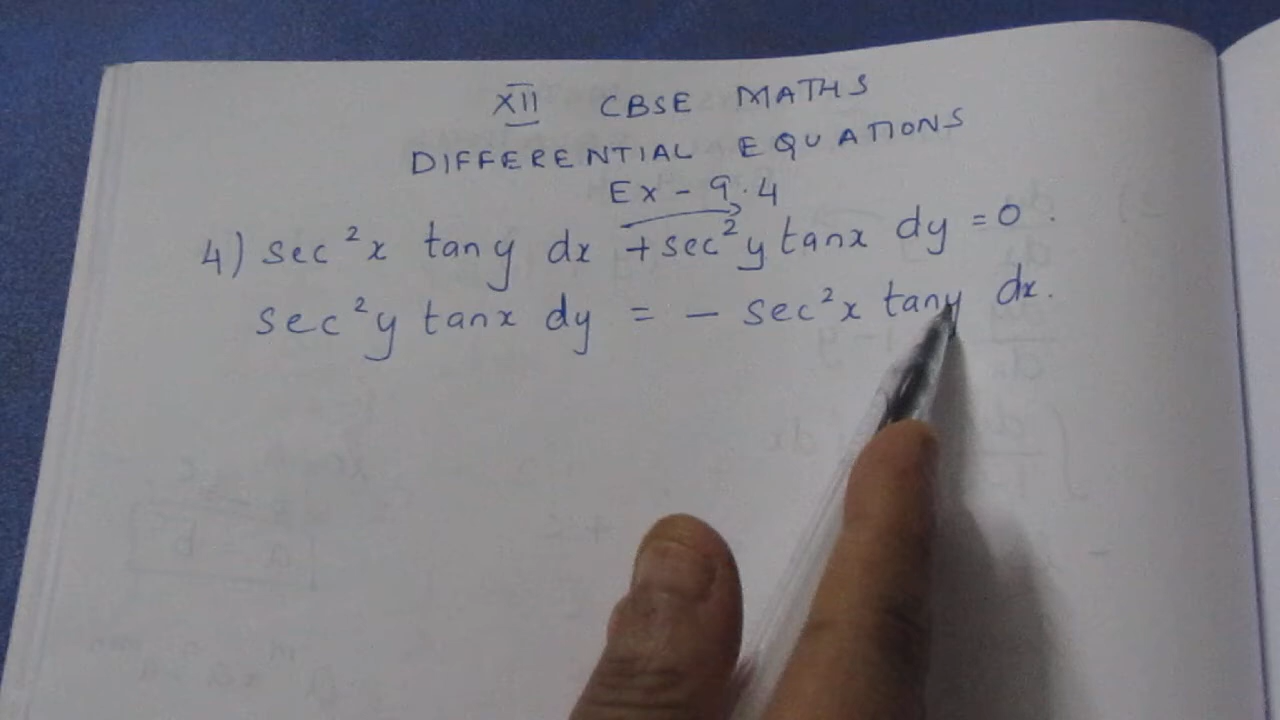 XII CBSE MATHS
DIFFERENTIAL EQUATIONS
Ex - 9.4
4) sec²x tany dx + sec²y tanx dy = 0.
sec²y tanx dy = - sec²x tany dx.